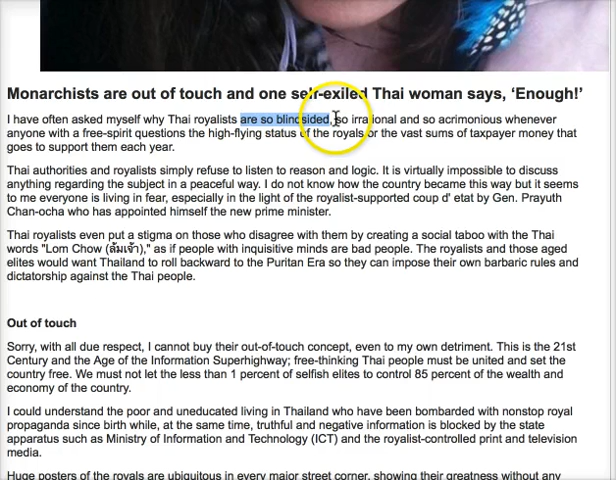 Monarchists are out of touch and one self-exiled Thai woman says, ‘Enough!’
I have often asked myself why Thai royalists are so blindsided, so irrational and so acrimonious whenever
anyone with a free-spirit questions the high-flying status of the royals or the vast sums of taxpayer money that
goes to support them each year.
Thai authorities and royalists simply refuse to listen to reason and logic. It is virtually impossible to discuss
anything regarding the subject in a peaceful way. I do not know how the country became this way but it seems
to me everyone is living in fear, especially in the light of the royalist-supported coup d' etat by Gen. Prayuth
Chan-ocha who has appointed himself the new prime minister.
Thai royalists even put a stigma on those who disagree with them by creating a social taboo with the Thai
words "Lom Chow (ล้มเจ้า)," as if people with inquisitive minds are bad people. The royalists and those aged
elites would want Thailand to roll backward to the Puritan Era so they can impose their own barbaric rules and
dictatorship against the Thai people.
Out of touch
Sorry, with all due respect, I cannot buy their out-of-touch concept, even to my own detriment. This is the 21st
Century and the Age of the Information Superhighway; free-thinking Thai people must be united and set the
country free. We must not let the less than 1 percent of selfish elites to control 85 percent of the wealth and
economy of the country.
I could understand the poor and uneducated living in Thailand who have been bombarded with nonstop royal
propaganda since birth while, at the same time, truthful and negative information is blocked by the state
apparatus such as Ministry of Information and Technology (ICT) and the royalist-controlled print and television
media.
Huge posters of the royals are ubiquitous in every major street corner, showing their greatness without any